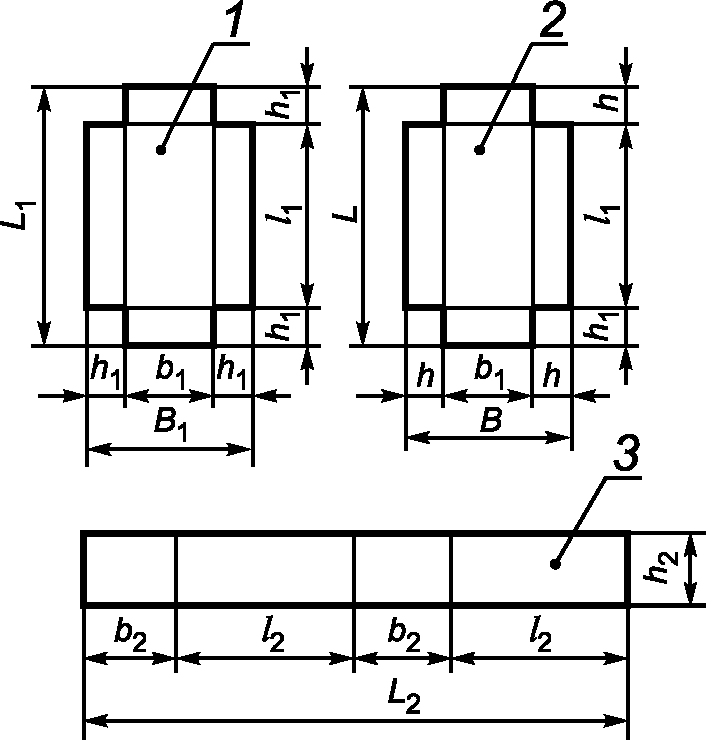 1 2
L₁ h₁ l₁ h₁ L h l₁ h₁
h₁ b₁ h₁ h b₁ h
B₁ B
3
h₂
b₂ l₂ b₂ l₂
L₂